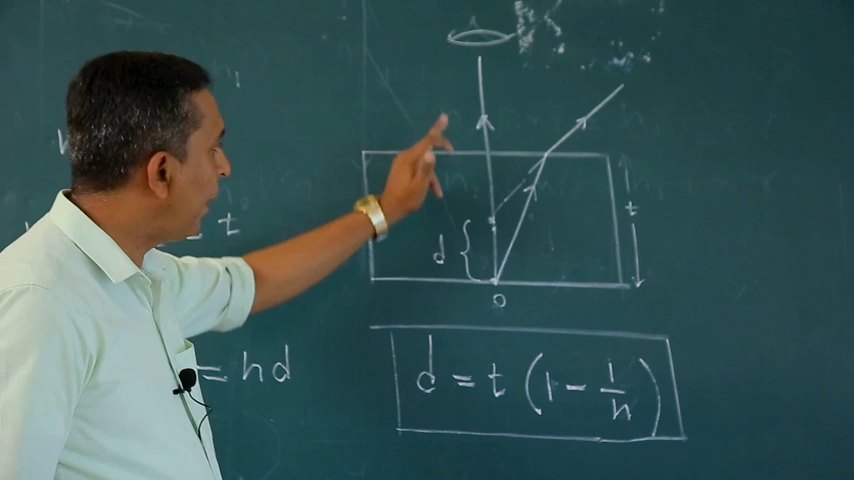 t
d
O
= t
= nd
d = t (1 - 1/n)